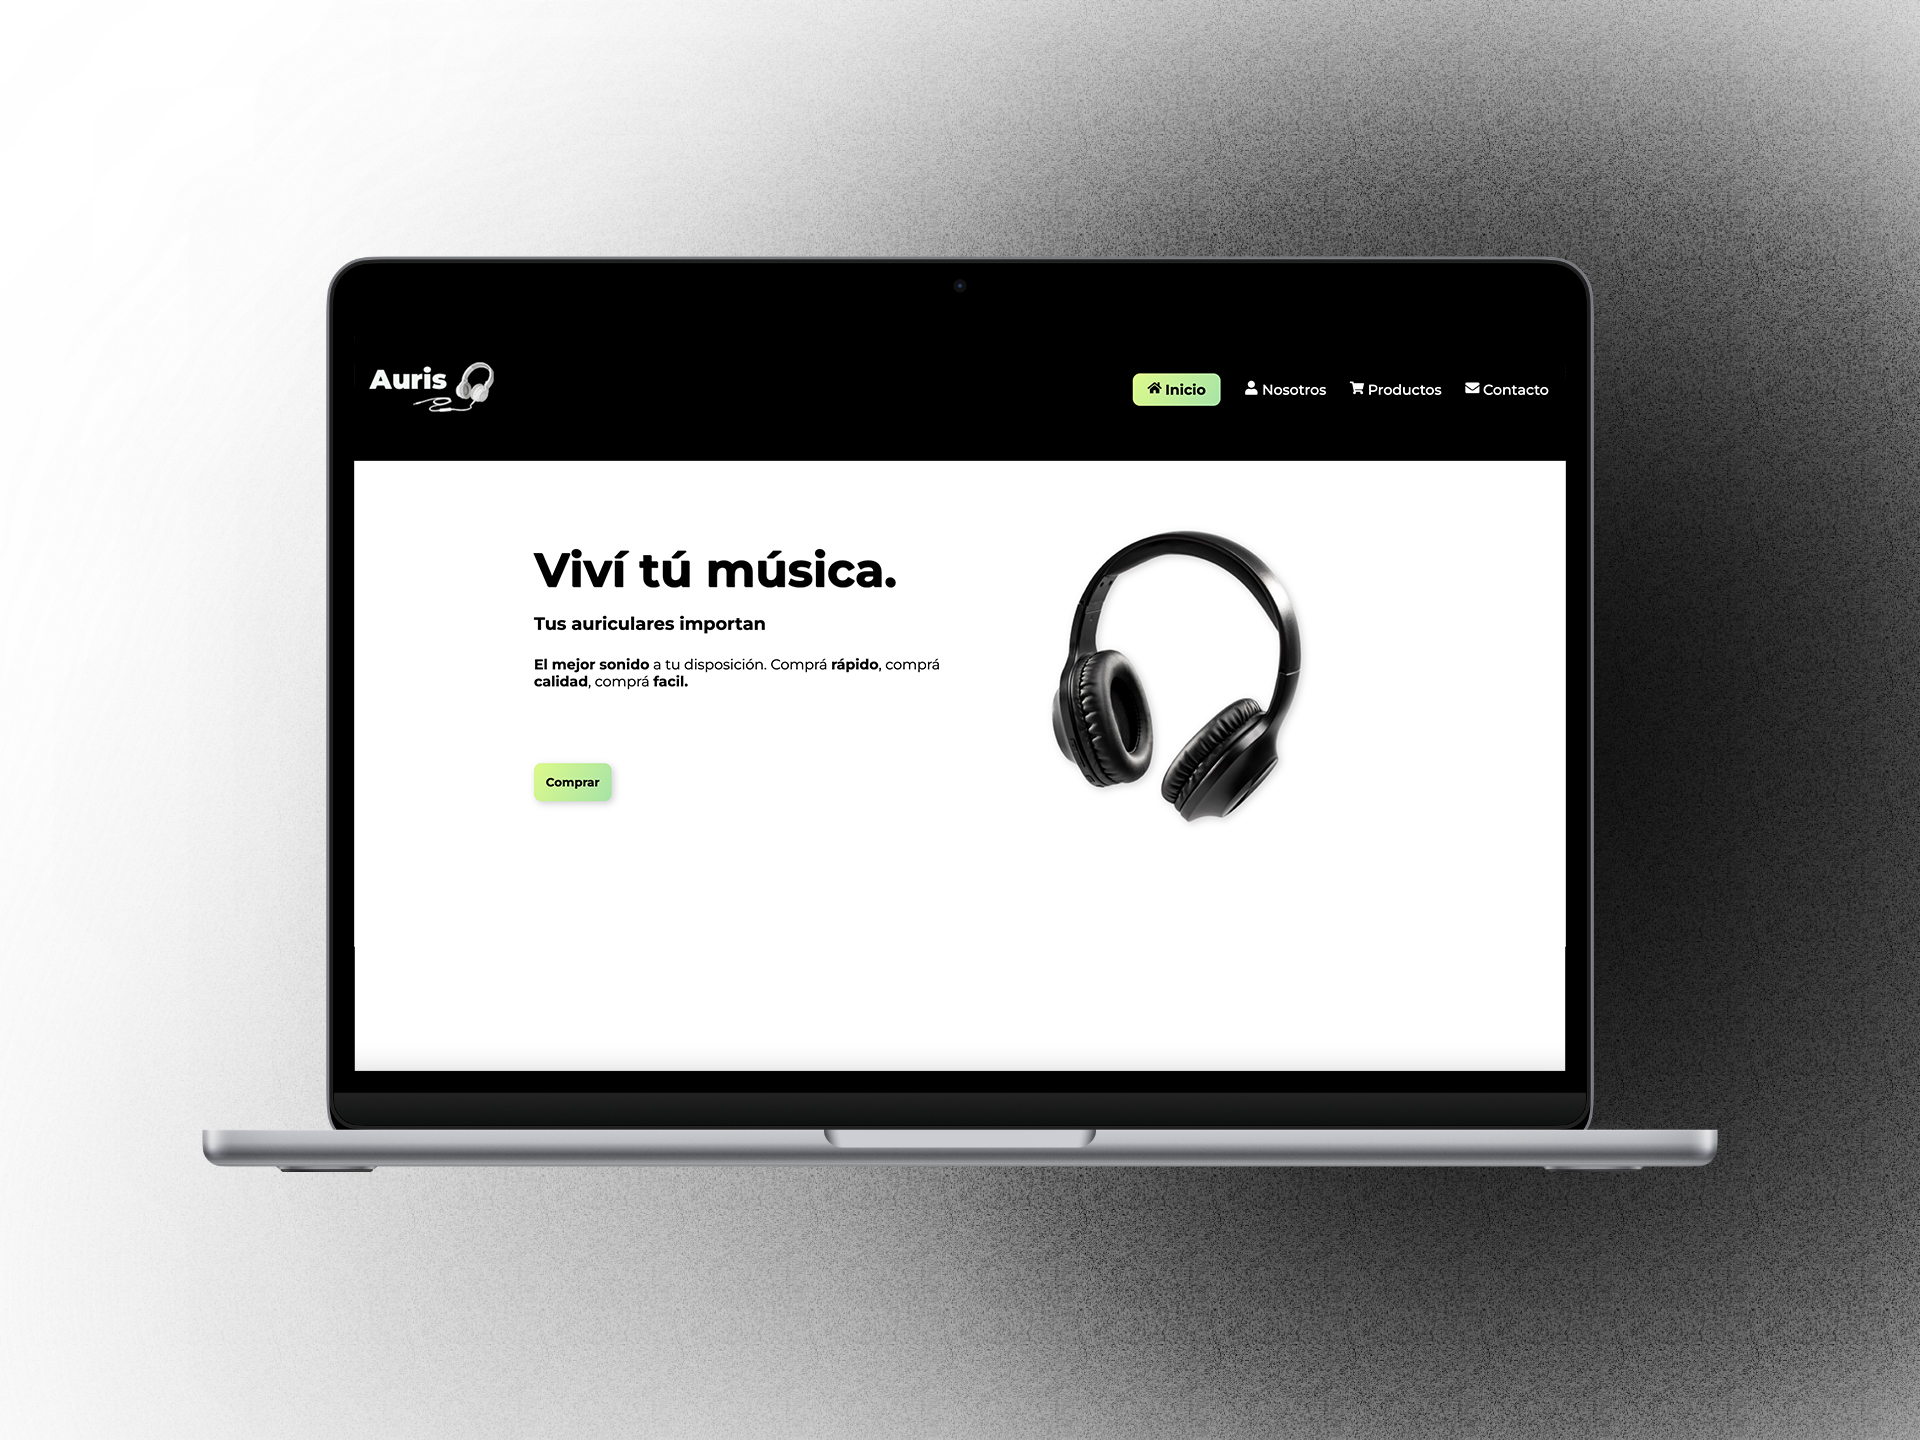 Auris
Inicio
Nosotros
Productos
Contacto
Viví tú música.
Tus auriculares importan
El mejor sonido a tu disposición. Comprá rápido, comprá
calidad, comprá facil.
Comprar